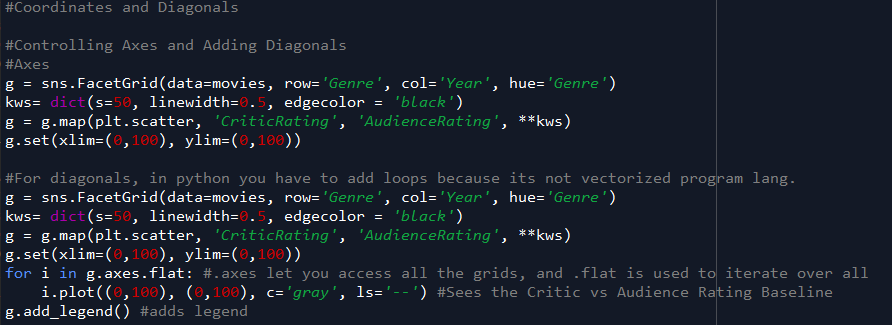 #Coordinates and Diagonals
#Controlling Axes and Adding Diagonals
#Axes
g = sns.FacetGrid(data=movies, row='Genre', col='Year', hue='Genre')
kws= dict(s=50, linewidth=0.5, edgecolor = 'black')
g = g.map(plt.scatter, 'CriticRating', 'AudienceRating', **kws)
g.set(xlim=(0,100), ylim=(0,100))
#For diagonals, in python you have to add loops because its not vectorized program lang.
g = sns.FacetGrid(data=movies, row='Genre', col='Year', hue='Genre')
kws= dict(s=50, linewidth=0.5, edgecolor = 'black')
g = g.map(plt.scatter, 'CriticRating', 'AudienceRating', **kws)
g.set(xlim=(0,100), ylim=(0,100))
for i in g.axes.flat: #.axes let you access all the grids, and .flat is used to iterate over all
    i.plot((0,100), (0,100), c='gray', ls='--') #Sees the Critic vs Audience Rating Baseline
g.add_legend() #adds legend